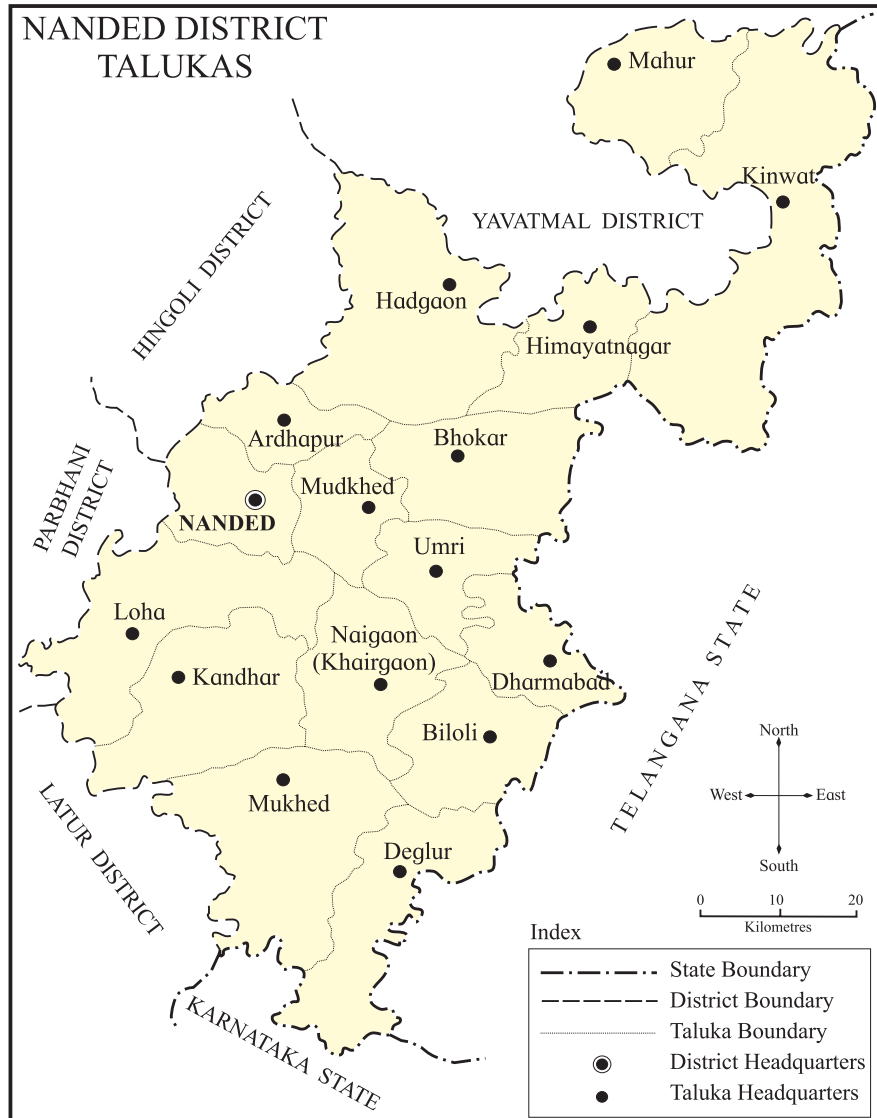 NANDED DISTRICT
TALUKAS
Mahur
Kinwat
YAVATMAL DISTRICT
HINGOLI DISTRICT
Hadgaon
Himayatnagar
Ardhapur
Bhokar
PARBHANI
DISTRICT
Mudkhed
NANDED
Umri
Loha
Naigaon
(Khairgaon)
Kandhar
Dharmabad
TELANGANA STATE
Biloli
Mukhed
LATUR DISTRICT
Deglur
KARNATAKA STATE
North
West
East
South
0 10 20
Kilometres
Index
State Boundary
District Boundary
Taluka Boundary
District Headquarters
Taluka Headquarters